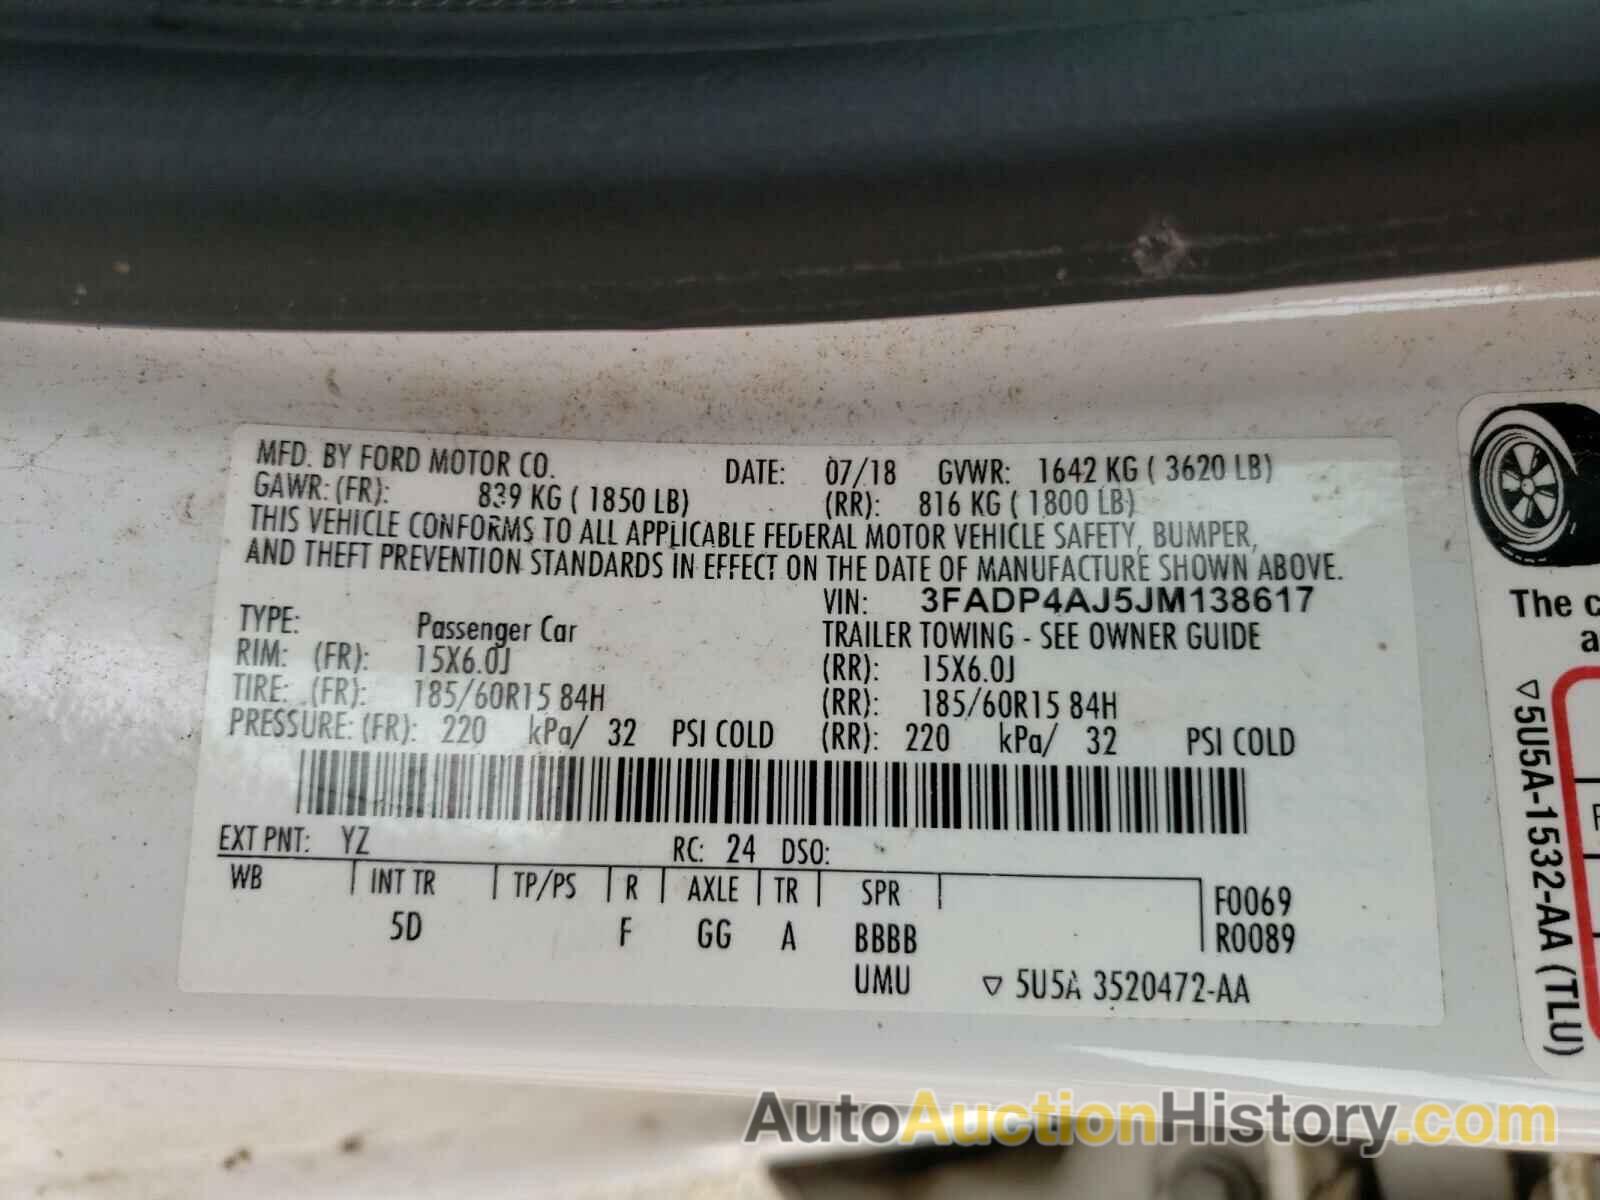 MFD. BY FORD MOTOR CO. DATE: 07/18 GVWR: 1642 KG ( 3620 LB)
GAWR: (FR): 839 KG ( 1850 LB) (RR): 816 KG ( 1800 LB)
THIS VEHICLE CONFORMS TO ALL APPLICABLE FEDERAL MOTOR VEHICLE SAFETY, BUMPER,
AND THEFT PREVENTION STANDARDS IN EFFECT ON THE DATE OF MANUFACTURE SHOWN ABOVE.
VIN: 3FADP4AJ5JM138617
TYPE: Passenger Car TRAILER TOWING - SEE OWNER GUIDE
RIM: (FR): 15X6.0J (RR): 15X6.0J
TIRE: (FR): 185/60R15 84H (RR): 185/60R15 84H
PRESSURE: (FR): 220 kPa/ 32 PSI COLD (RR): 220 kPa/ 32 PSI COLD
EXT PNT: YZ RC: 24 DSO:
WB INT TR TP/PS R AXLE TR SPR F0069
5D F GG A BBBB R0089
UMU ▽ 5U5A 3520472-AA
The c
a
▽5U5A-1532-AA (TLU)
AutoAuctionHistory.com